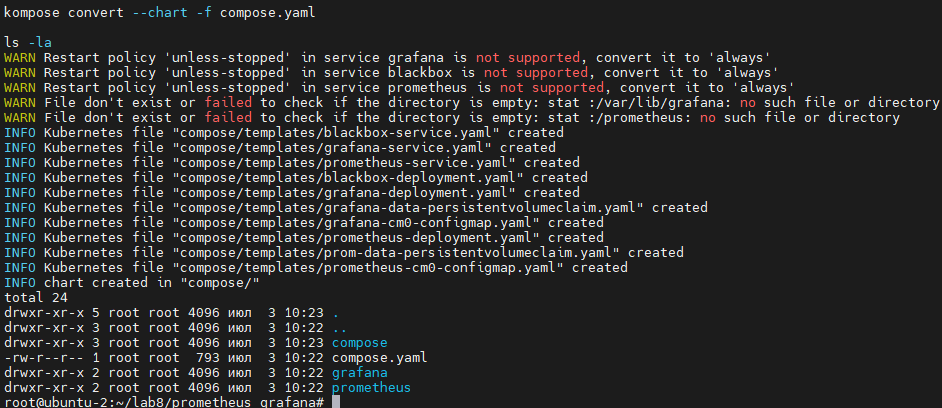 kompose convert --chart -f compose.yaml
ls -la
WARN Restart policy 'unless-stopped' in service grafana is not supported, convert it to 'always'
WARN Restart policy 'unless-stopped' in service blackbox is not supported, convert it to 'always'
WARN Restart policy 'unless-stopped' in service prometheus is not supported, convert it to 'always'
WARN File don't exist or failed to check if the directory is empty: stat :/var/lib/grafana: no such file or directory
WARN File don't exist or failed to check if the directory is empty: stat :/prometheus: no such file or directory
INFO Kubernetes file "compose/templates/blackbox-service.yaml" created
INFO Kubernetes file "compose/templates/grafana-service.yaml" created
INFO Kubernetes file "compose/templates/prometheus-service.yaml" created
INFO Kubernetes file "compose/templates/blackbox-deployment.yaml" created
INFO Kubernetes file "compose/templates/grafana-deployment.yaml" created
INFO Kubernetes file "compose/templates/grafana-data-persistentvolumeclaim.yaml" created
INFO Kubernetes file "compose/templates/grafana-cm0-configmap.yaml" created
INFO Kubernetes file "compose/templates/prometheus-deployment.yaml" created
INFO Kubernetes file "compose/templates/prom-data-persistentvolumeclaim.yaml" created
INFO Kubernetes file "compose/templates/prometheus-cm0-configmap.yaml" created
INFO chart created in "compose/"
total 24
drwxr-xr-x 5 root root 4096 июл  3 10:23 .
drwxr-xr-x 3 root root 4096 июл  3 10:22 ..
drwxr-xr-x 3 root root 4096 июл  3 10:23 compose
-rw-r--r-- 1 root root  793 июл  3 10:22 compose.yaml
drwxr-xr-x 2 root root 4096 июл  3 10:22 grafana
drwxr-xr-x 2 root root 4096 июл  3 10:22 prometheus
root@ubuntu-2:~/lab8/prometheus_grafana#